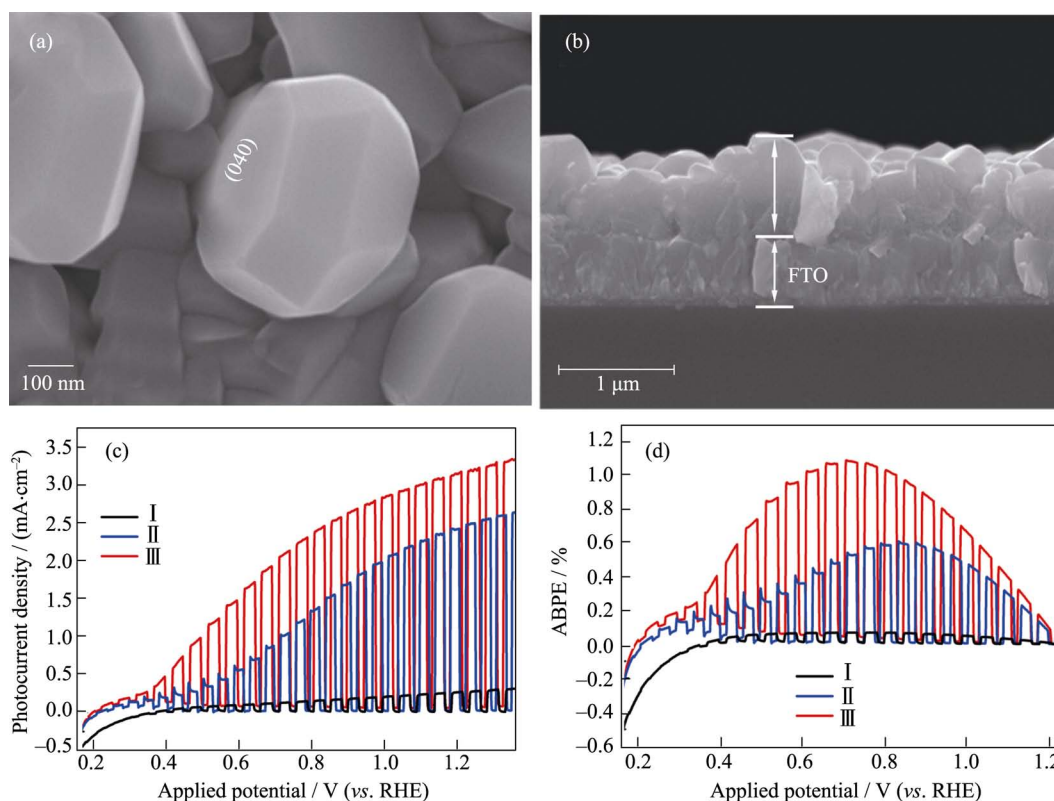 (a)
(040)
100 nm
(b)
FTO
1 μm
(c)
Photocurrent density / (mA·cm⁻²)
3.5
3.0
2.5
2.0
1.5
1.0
0.5
0.0
–0.5
Ⅰ
Ⅱ
Ⅲ
0.2 0.4 0.6 0.8 1.0 1.2
Applied potential / V (vs. RHE)
(d)
ABPE / %
1.2
1.0
0.6
0.4
0.2
0.0
–0.2
–0.4
–0.6
Ⅰ
Ⅱ
Ⅲ
0.2 0.4 0.6 0.8 1.0 1.2
Applied potential / V (vs. RHE)